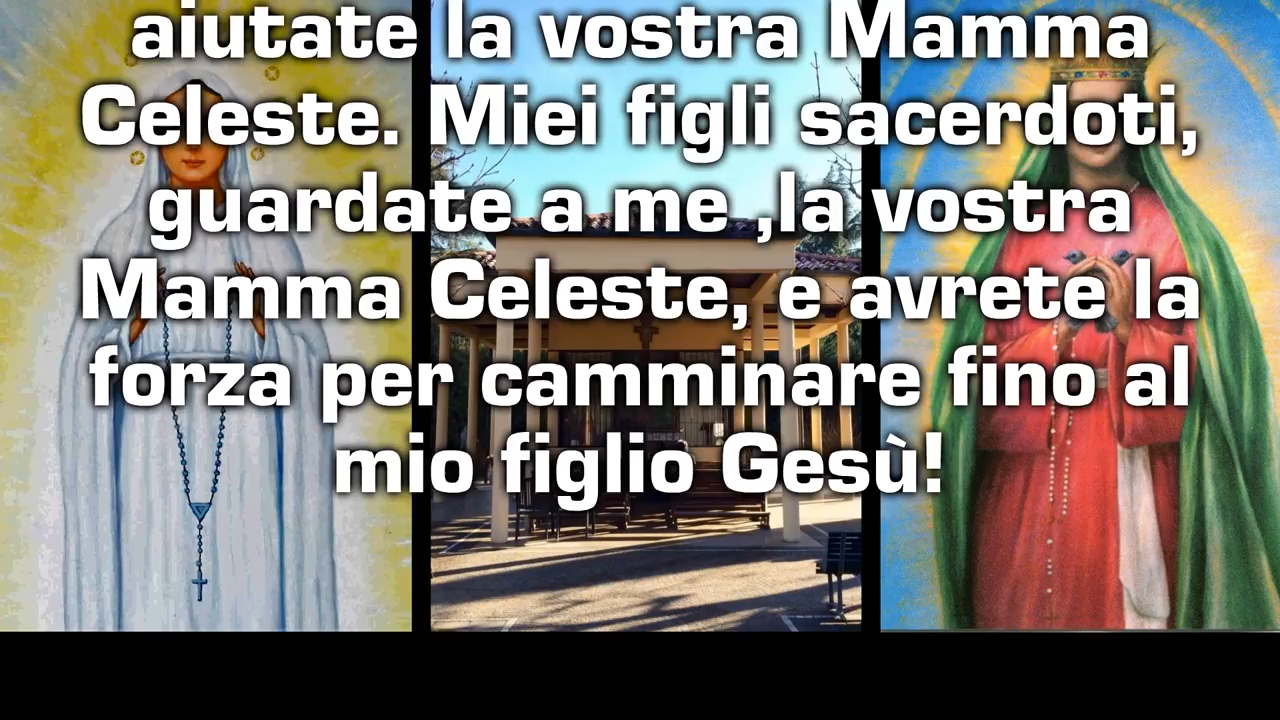 aiutate la vostra Mamma
Celeste. Miei figli sacerdoti,
guardate a me ,la vostra
Mamma Celeste, e avrete la
forza per camminare fino al
mio figlio Gesù!